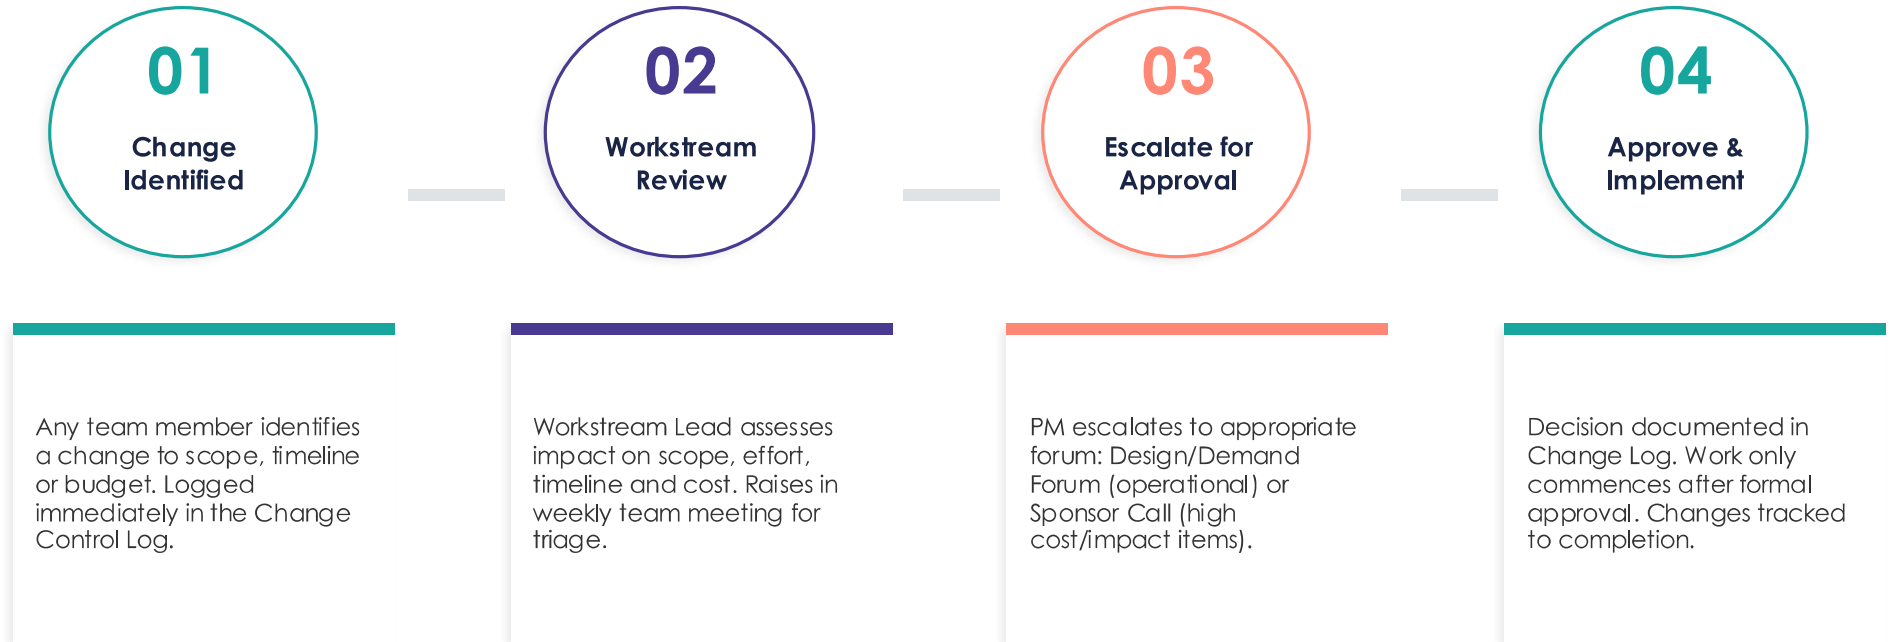 01
Change
Identified
02
Workstream
Review
03
Escalate for
Approval
04
Approve &
Implement
Any team member identifies
a change to scope, timeline
or budget. Logged
immediately in the Change
Control Log.
Workstream Lead assesses
impact on scope, effort,
timeline and cost. Raises in
weekly team meeting for
triage.
PM escalates to appropriate
forum: Design/Demand
Forum (operational) or
Sponsor Call (high
cost/impact items).
Decision documented in
Change Log. Work only
commences after formal
approval. Changes tracked
to completion.